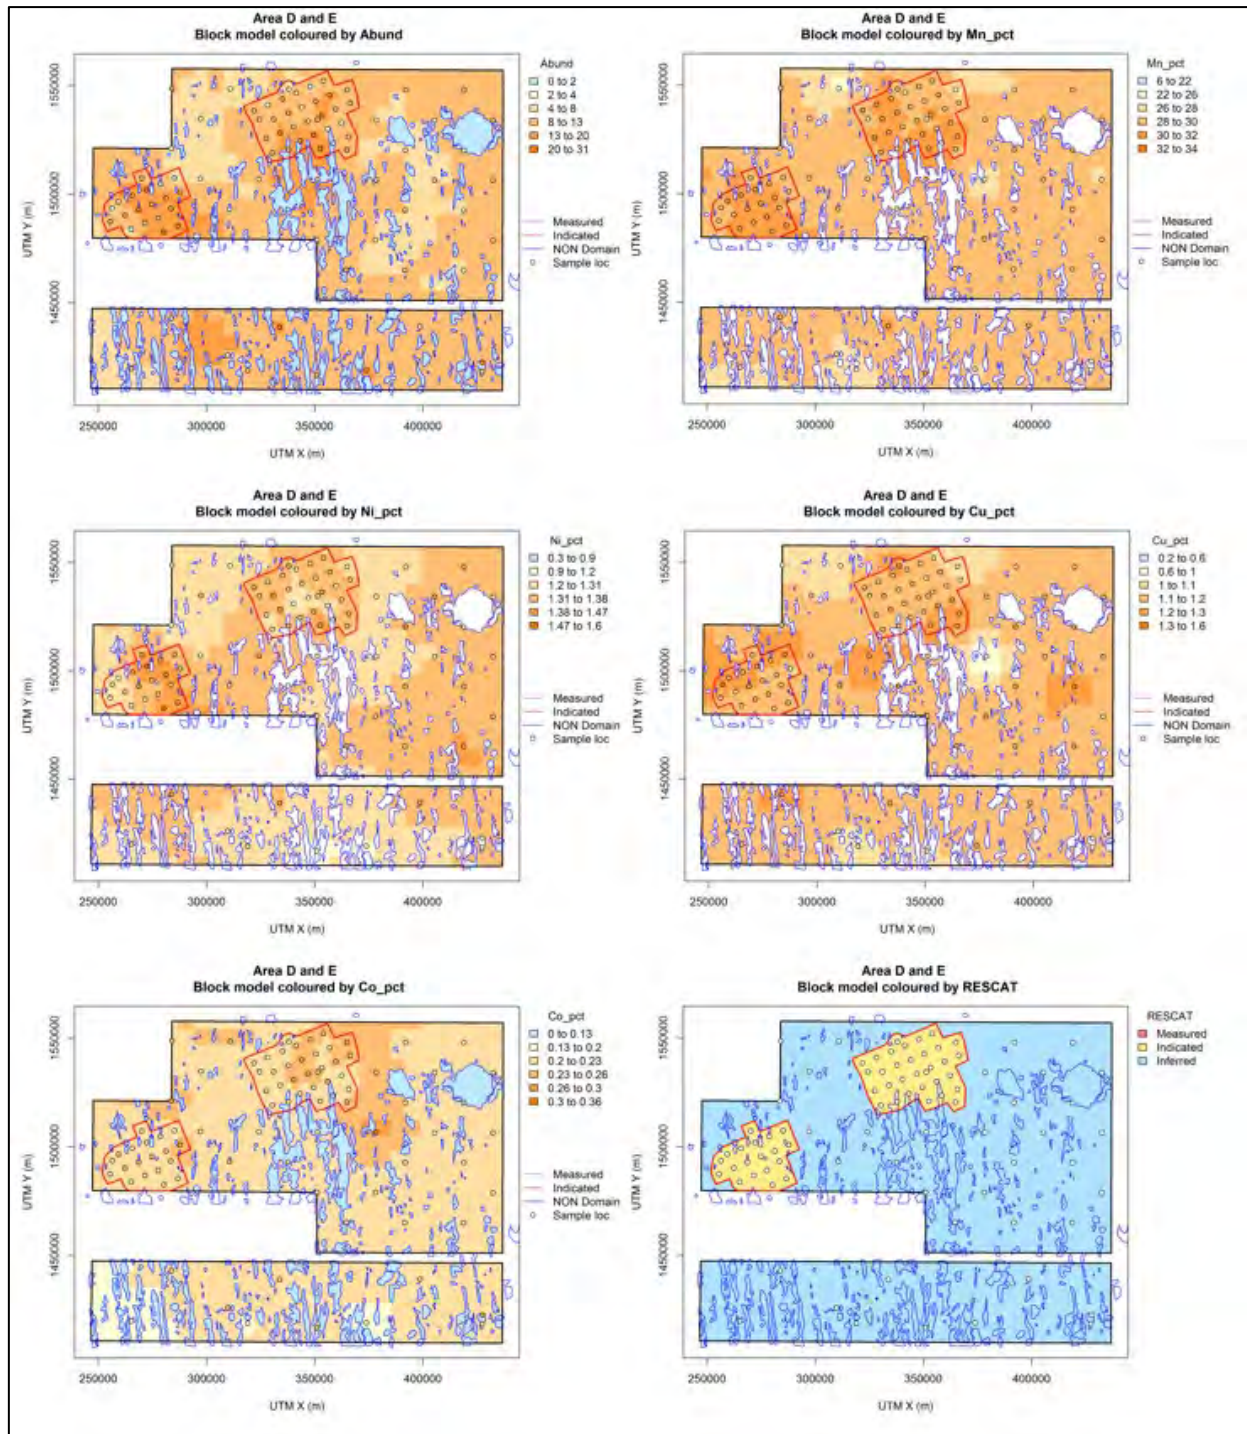 Area D and E
Block model coloured by Abund
UTM Y (m)
1550000
1500000
1450000
250000 300000 350000 400000
UTM X (m)
Abund
0 to 2
2 to 4
4 to 8
8 to 13
13 to 20
20 to 31
Measured
Indicated
NON Domain
Sample loc
Area D and E
Block model coloured by Mn_pct
UTM Y (m)
1550000
1500000
1450000
250000 300000 350000 400000
UTM X (m)
Mn_pct
6 to 22
22 to 26
26 to 28
28 to 30
30 to 32
32 to 34
Measured
Indicated
NON Domain
Sample loc
Area D and E
Block model coloured by Ni_pct
UTM Y (m)
1550000
1500000
1450000
250000 300000 350000 400000
UTM X (m)
Ni_pct
0.3 to 0.9
0.9 to 1.2
1.2 to 1.31
1.31 to 1.38
1.38 to 1.47
1.47 to 1.6
Measured
Indicated
NON Domain
Sample loc
Area D and E
Block model coloured by Cu_pct
UTM Y (m)
1550000
1500000
1450000
250000 300000 350000 400000
UTM X (m)
Cu_pct
0.2 to 0.6
0.6 to 1
1 to 1.1
1.1 to 1.2
1.2 to 1.3
1.3 to 1.6
Measured
Indicated
NON Domain
Sample loc
Area D and E
Block model coloured by Co_pct
UTM Y (m)
1550000
1500000
1450000
250000 300000 350000 400000
UTM X (m)
Co_pct
0 to 0.13
0.13 to 0.2
0.2 to 0.23
0.23 to 0.26
0.26 to 0.3
0.3 to 0.36
Measured
Indicated
NON Domain
Sample loc
Area D and E
Block model coloured by RESCAT
UTM Y (m)
1550000
1500000
1450000
250000 300000 350000 400000
UTM X (m)
RESCAT
Measured
Indicated
Inferred